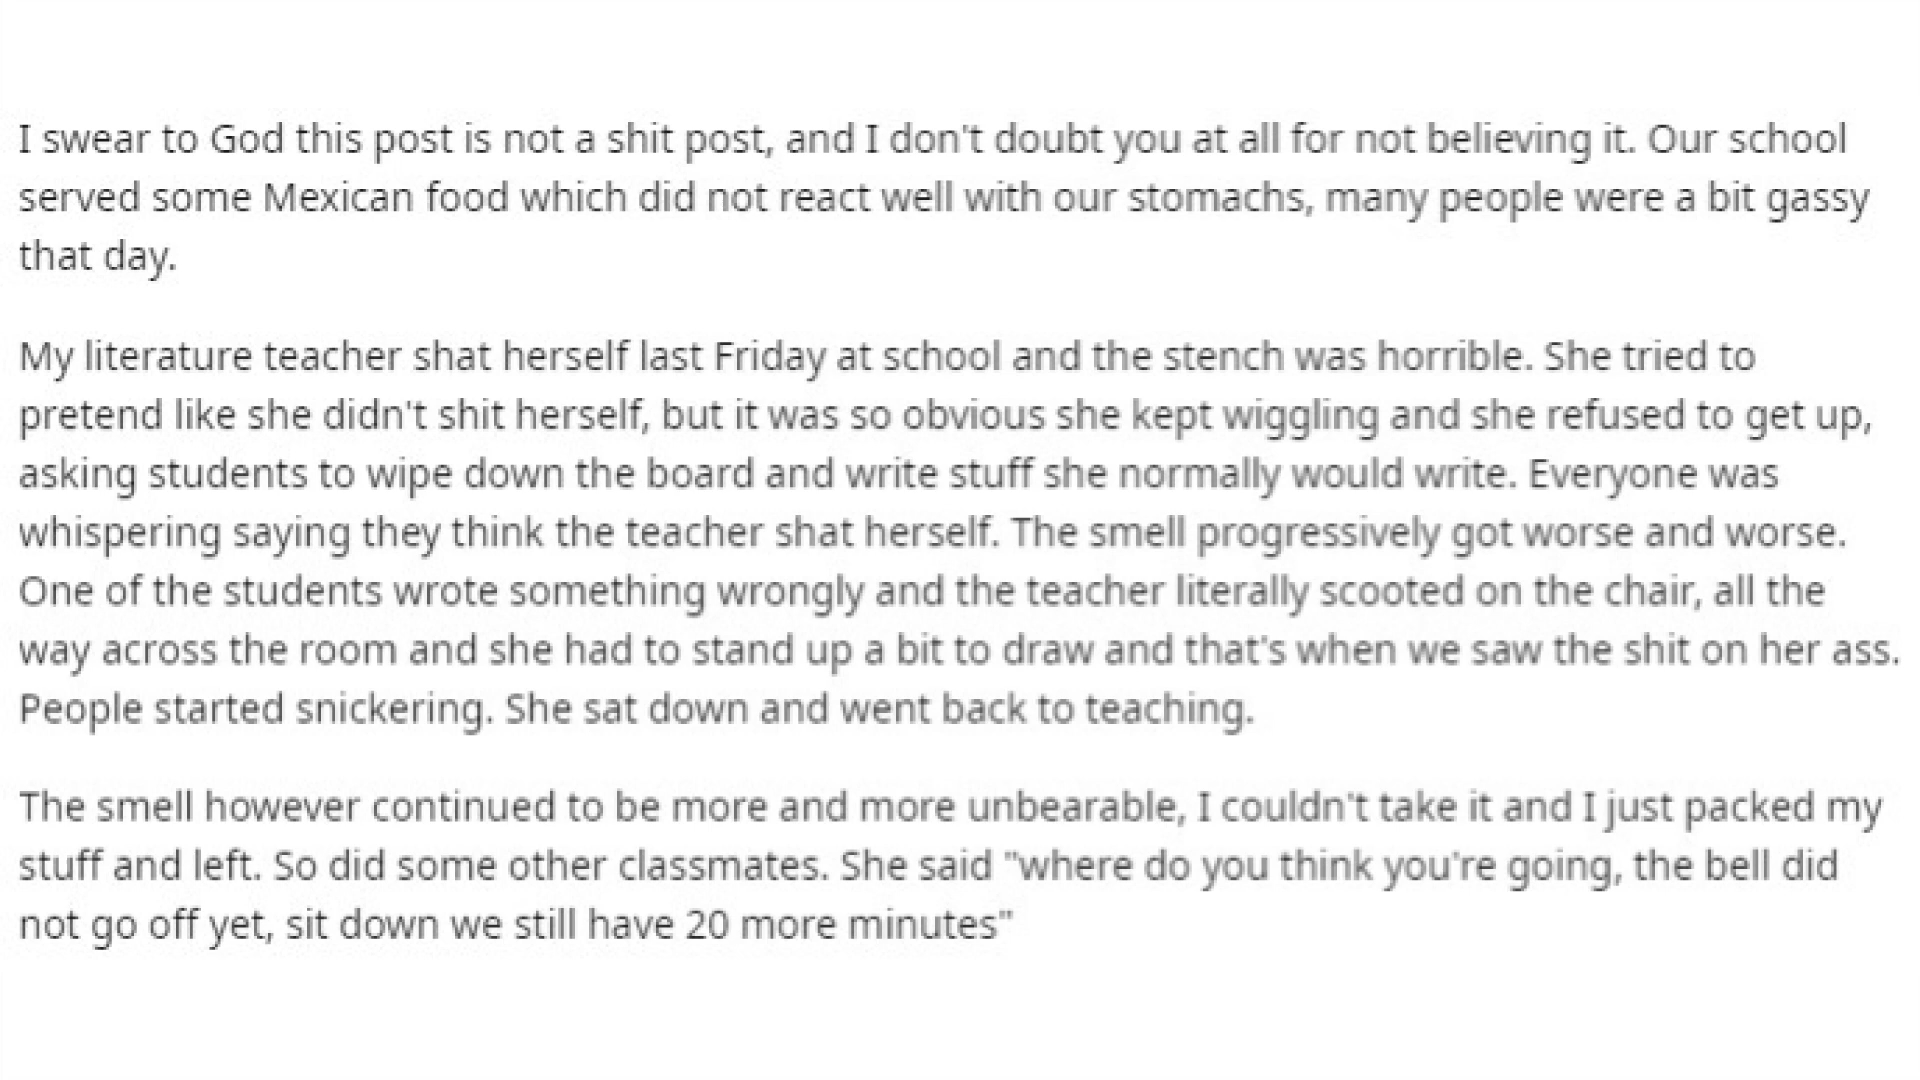 I swear to God this post is not a shit post, and I don't doubt you at all for not believing it. Our school
served some Mexican food which did not react well with our stomachs, many people were a bit gassy
that day.
My literature teacher shat herself last Friday at school and the stench was horrible. She tried to
pretend like she didn't shit herself, but it was so obvious she kept wiggling and she refused to get up,
asking students to wipe down the board and write stuff she normally would write. Everyone was
whispering saying they think the teacher shat herself. The smell progressively got worse and worse.
One of the students wrote something wrongly and the teacher literally scooted on the chair, all the
way across the room and she had to stand up a bit to draw and that's when we saw the shit on her ass.
People started snickering. She sat down and went back to teaching.
The smell however continued to be more and more unbearable, I couldn't take it and I just packed my
stuff and left. So did some other classmates. She said "where do you think you're going, the bell did
not go off yet, sit down we still have 20 more minutes"